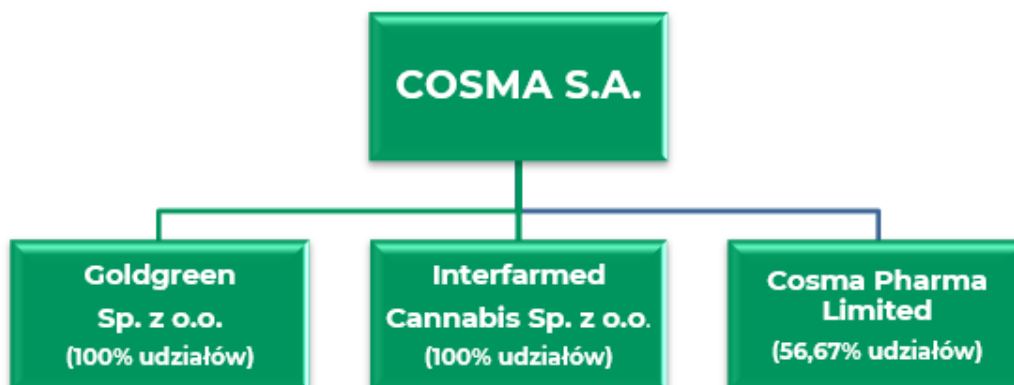 COSMA S.A.
Goldgreen
Sp. z o.o.
(100% udziałów)
Interfarmed
Cannabis Sp. z o.o.
(100% udziałów)
Cosma Pharma
Limited
(56,67% udziałów)